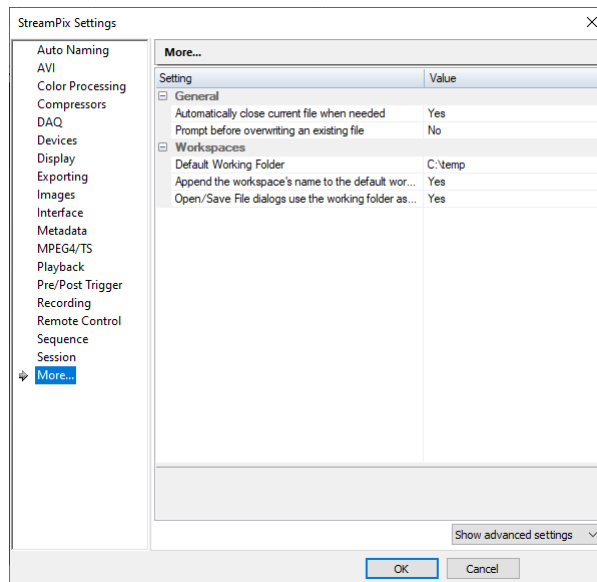 StreamPix Settings
Auto Naming
AVI
Color Processing
Compressors
DAQ
Devices
Display
Exporting
Images
Interface
Metadata
MPEG4/TS
Playback
Pre/Post Trigger
Recording
Remote Control
Sequence
Session
More...
More...
Setting Value
General
Automatically close current file when needed Yes
Prompt before overwriting an existing file No
Workspaces
Default Working Folder C:\temp
Append the workspace's name to the default wor... Yes
Open/Save File dialogs use the working folder as... Yes
Show advanced settings
OK Cancel